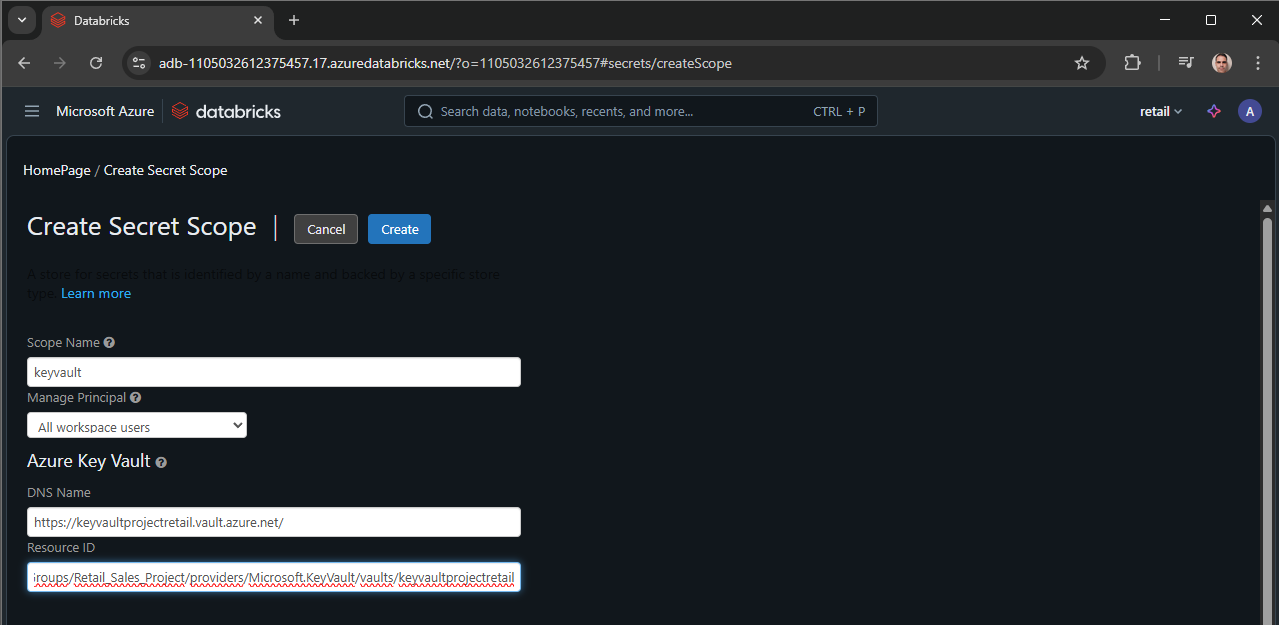 Databricks
adb-1105032612375457.17.azuredatabricks.net/?o=1105032612375457#secrets/createScope
Microsoft Azure databricks Search data, notebooks, recents, and more... CTRL + P retail A
HomePage / Create Secret Scope
Create Secret Scope | Cancel Create
A store for secrets that is identified by a name and backed by a specific store
type. Learn more
Scope Name ?
keyvault
Manage Principal ?
All workspace users
Azure Key Vault ?
DNS Name
https://keyvaultprojectretail.vault.azure.net/
Resource ID
Groups/Retail_Sales_Project/providers/Microsoft.KeyVault/vaults/keyvaultprojectretail